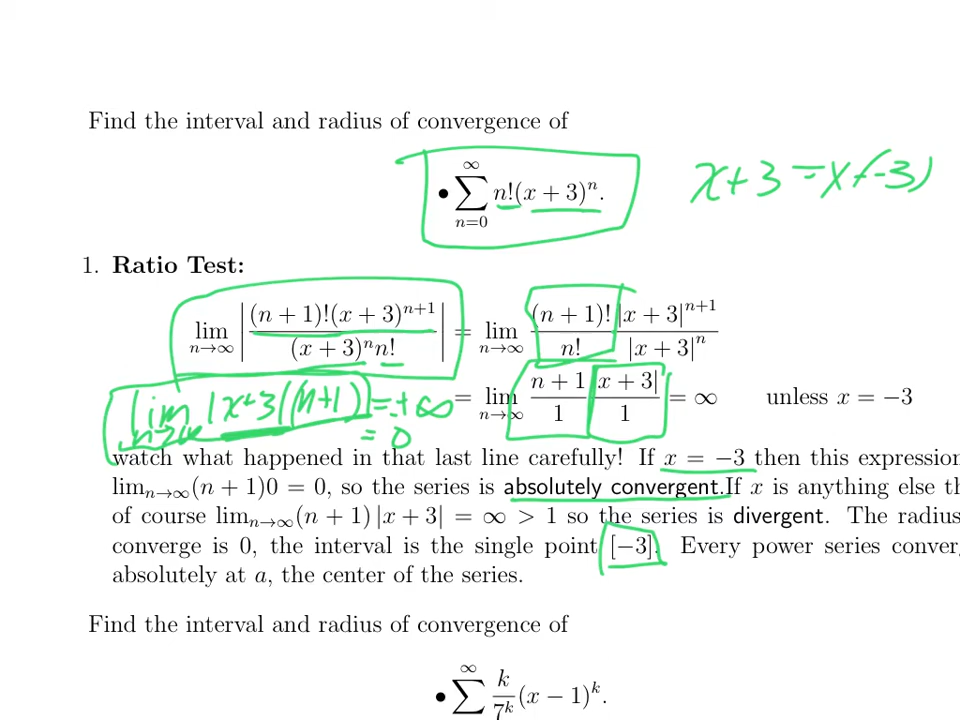 Find the interval and radius of convergence of
• ∑_{n=0}^{∞} n!(x + 3)^n.
x+3 = x-(-3)
1. Ratio Test:
lim_{n→∞} | (n + 1)!(x + 3)^{n+1} / (x + 3)^n n! | = lim_{n→∞} (n + 1)! |x + 3|^{n+1} / n! |x + 3|^n
= lim_{n→∞} (n + 1)/1 |x + 3|/1 = ∞ unless x = −3
lim_{n→∞} |x+3|(n+1) = +∞
= 0
watch what happened in that last line carefully! If x = −3 then this expression
lim_{n→∞}(n + 1)0 = 0, so the series is absolutely convergent.If x is anything else th
of course lim_{n→∞}(n + 1) |x + 3| = ∞ > 1 so the series is divergent. The radius
converge is 0, the interval is the single point [−3]. Every power series converg
absolutely at a, the center of the series.
Find the interval and radius of convergence of
• ∑^{∞} k/7^k (x − 1)^k.